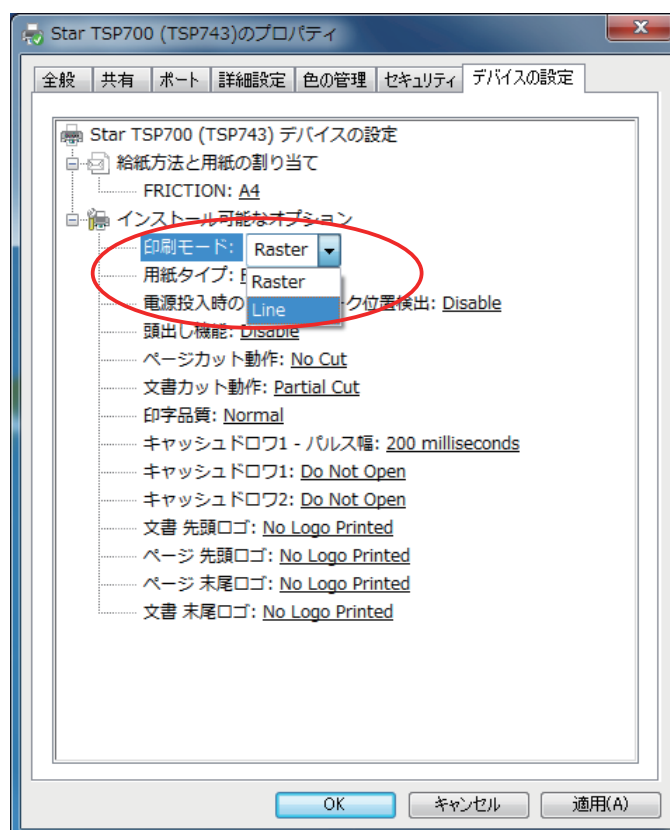 Star TSP700 (TSP743)のプロパティ
全般 共有 ポート 詳細設定 色の管理 セキュリティ デバイスの設定
Star TSP700 (TSP743) デバイスの設定
給紙方法と用紙の割り当て
FRICTION: A4
インストール可能なオプション
印刷モード: Raster
用紙タイプ:
Raster
電源投入時の ーク位置検出: Disable
Line
頭出し機能: Disable
ページカット動作: No Cut
文書カット動作: Partial Cut
印字品質: Normal
キャッシュドロワ1 - パルス幅: 200 milliseconds
キャッシュドロワ1: Do Not Open
キャッシュドロワ2: Do Not Open
文書 先頭ロゴ: No Logo Printed
ページ 先頭ロゴ: No Logo Printed
ページ 末尾ロゴ: No Logo Printed
文書 末尾ロゴ: No Logo Printed
OK キャンセル 適用(A)